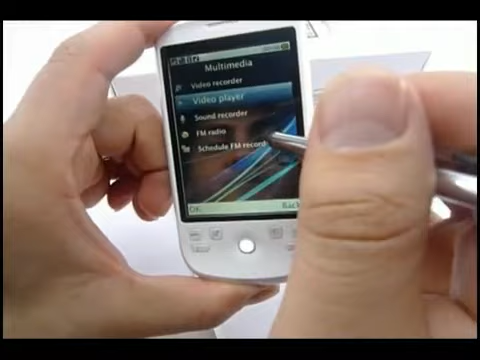 Multimedia
Video recorder
Video player
Sound recorder
FM radio
Schedule FM record
OK
Back